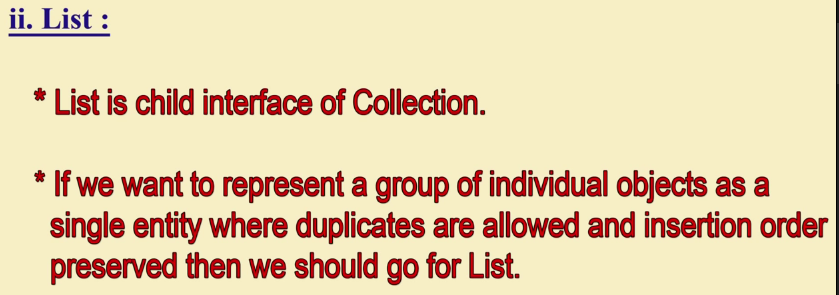 ii. List :
* List is child interface of Collection.
* If we want to represent a group of individual objects as a
single entity where duplicates are allowed and insertion order
preserved then we should go for List.